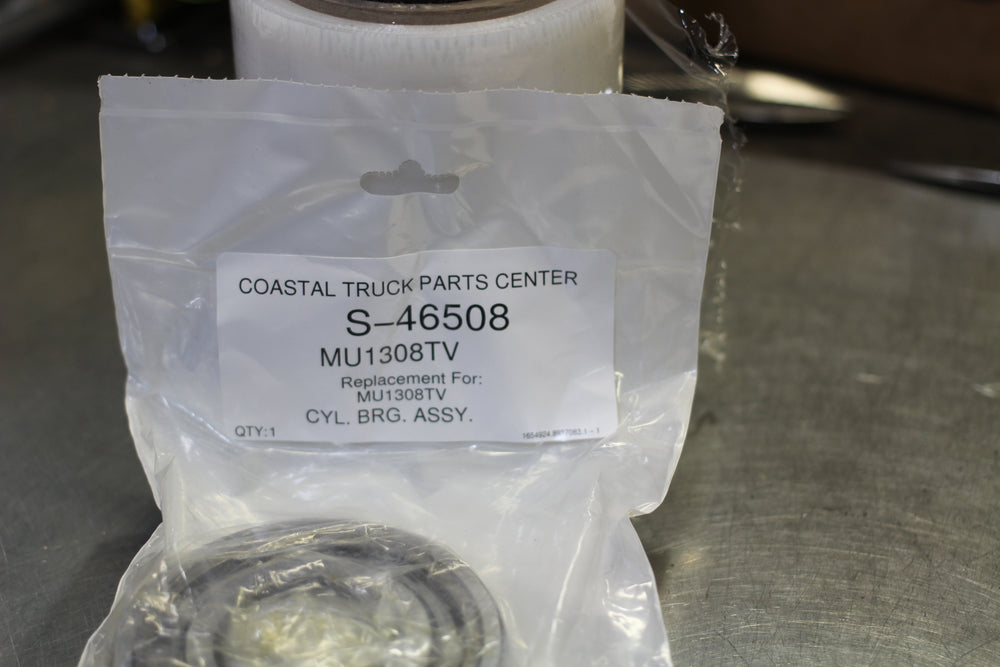 COASTAL TRUCK PARTS CENTER
S-46508
MU1308TV
Replacement For:
MU1308TV
CYL. BRG. ASSY.
QTY:1